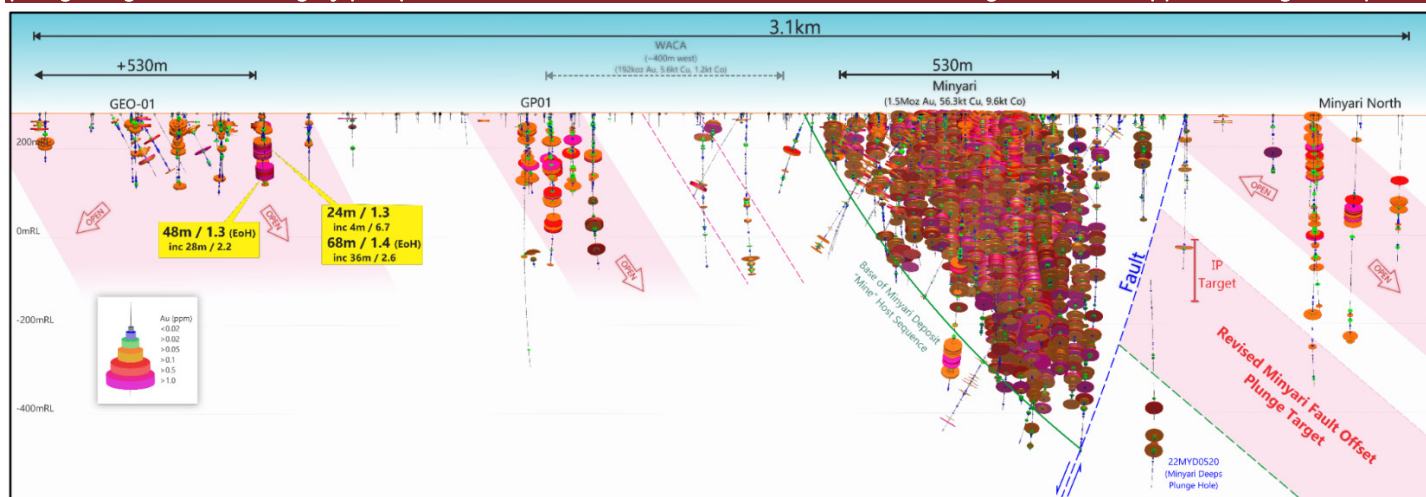 3.1km
WACA
(~400m west)
(192koz Au, 5.6kt Cu, 1.2kt Co)
+530m
530m
GEO-01
GP01
Minyari
(1.5Moz Au, 56.3kt Cu, 9.6kt Co)
Minyari North
200mRL
0mRL
-200mRL
-400mRL
OPEN
OPEN
48m / 1.3 (EoH)
inc 28m / 2.2
24m / 1.3
inc 4m / 6.7
68m / 1.4 (EoH)
inc 36m / 2.6
OPEN
Base of Minyari Deposit
"Mine" Host Sequence
Fault
IP
Target
OPEN
OPEN
Revised Minyari Fault Offset
Plunge Target
22MYD0520
(Minyari Deeps
Plunge Hole)
Au (ppm)
<0.02
>0.02
>0.05
>0.1
>0.5
>1.0